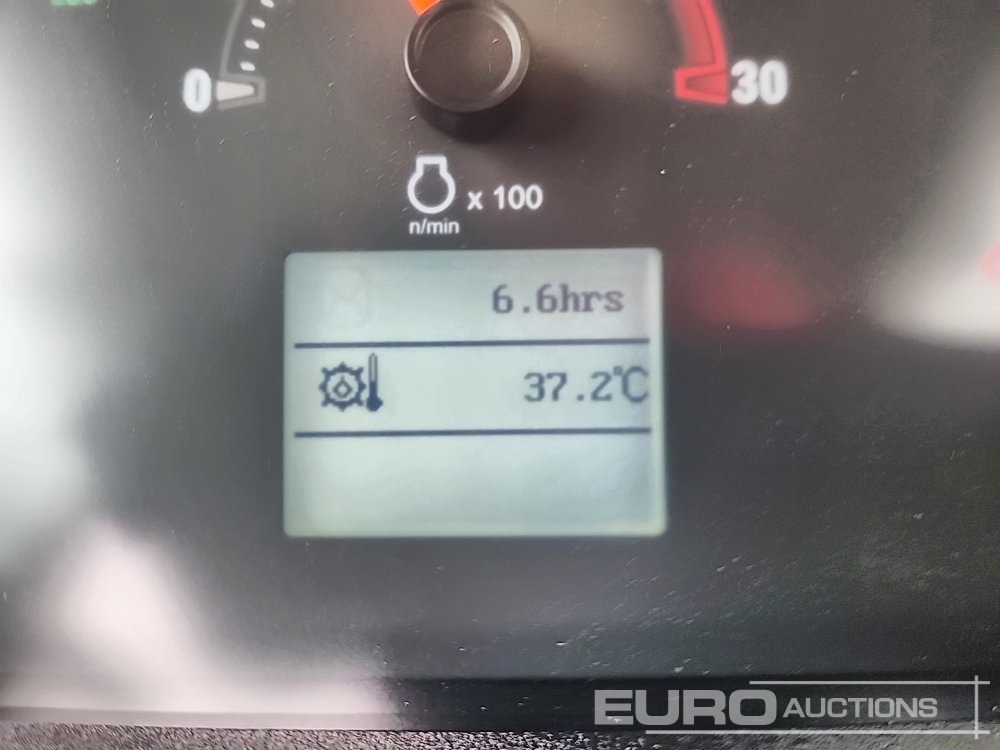 0
30
x 100
n/min
6.6hrs
37.2°C
EURO AUCTIONS